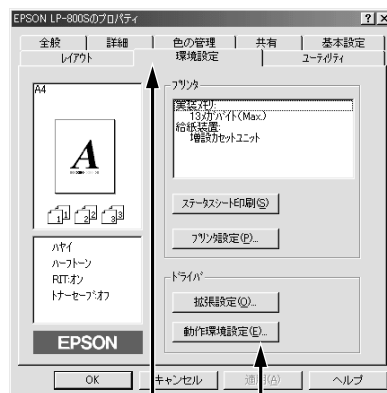 EPSON LP-800Sのプロパティ ? ×
全般 詳細 色の管理 共有 基本設定
レイアウト 環境設定 ユーティリティ
A4
A
プリンタ
実装メモリ:
13メガバイト(Max.)
給紙装置:
増設カセットユニット
1 1 2 2 3 3
ステータスシート印刷(S)
プリンタ設定(P)...
ハヤイ
ハーフトーン
RIT:オン
トナーセーブ:オフ
ドライバ
拡張設定(O)...
動作環境設定(E)...
EPSON
OK キャンセル 適用(A) ヘルプ